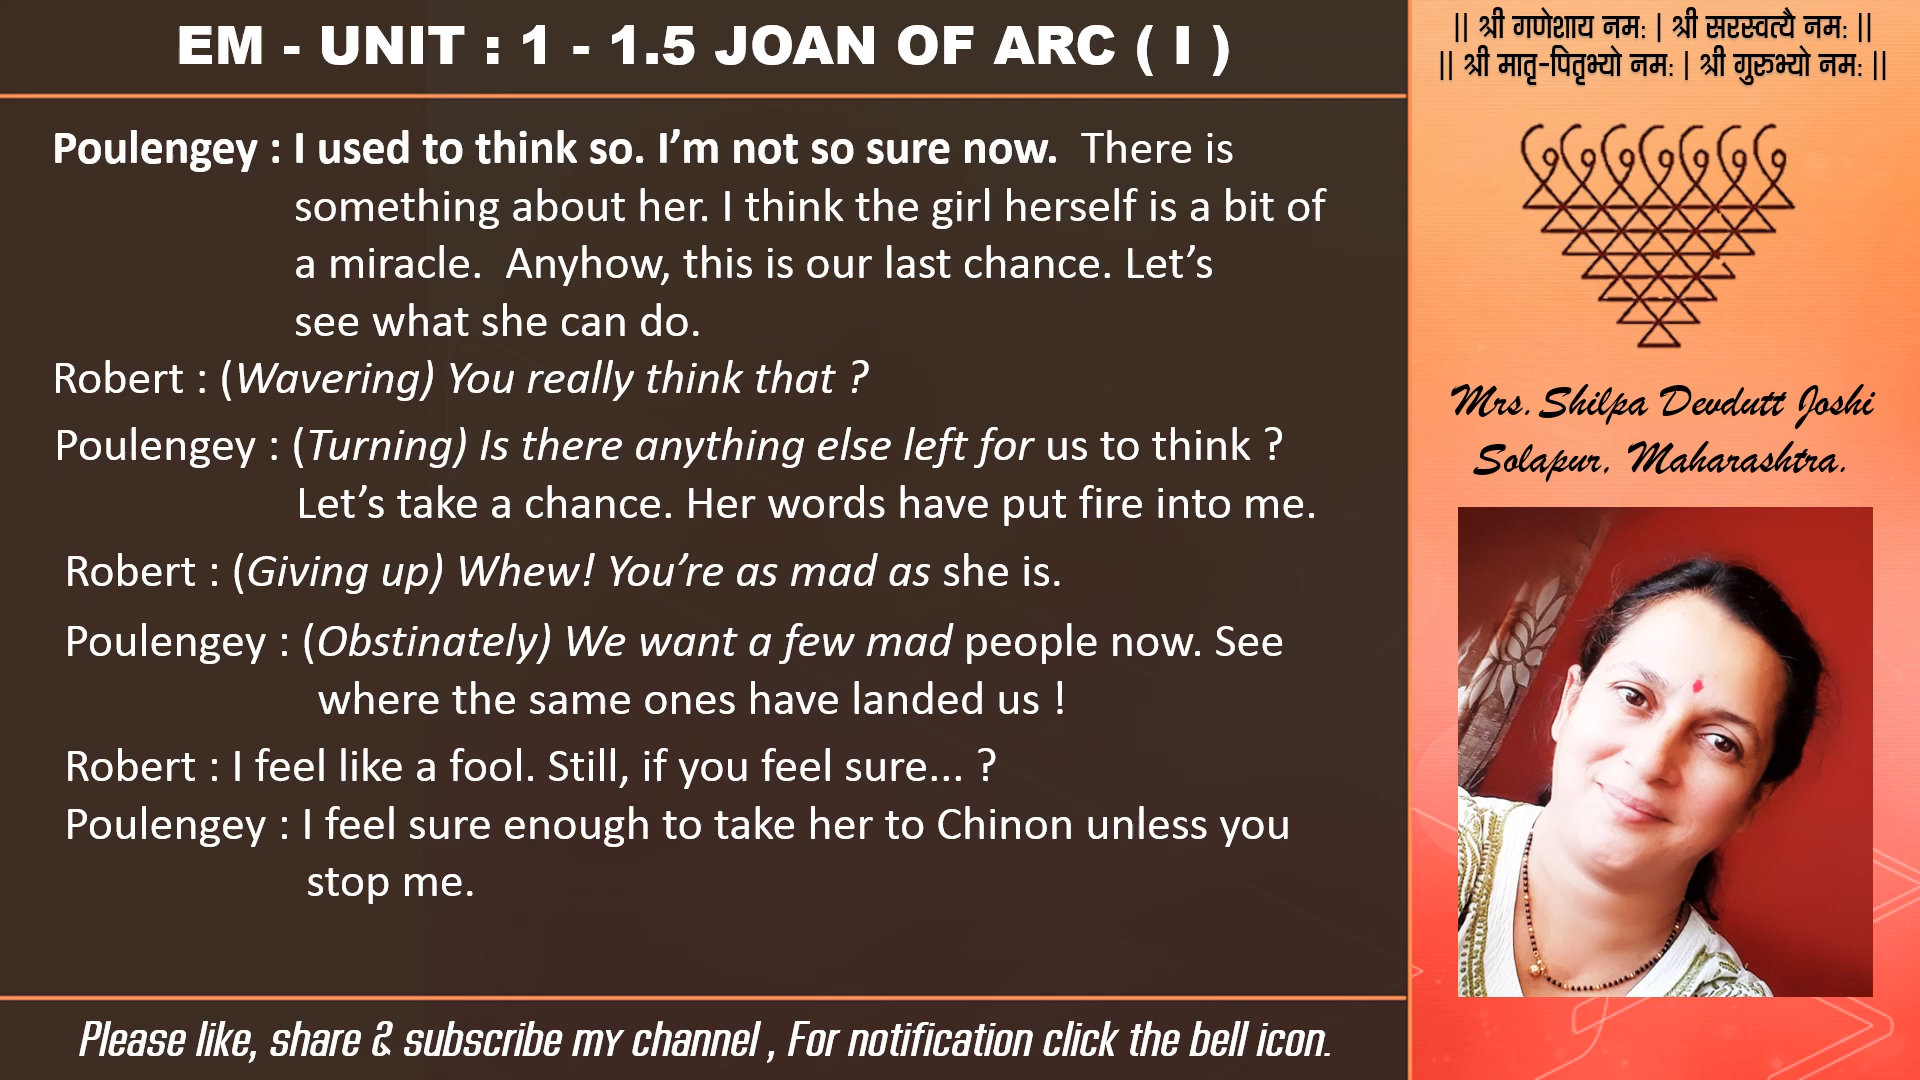 EM - UNIT : 1 - 1.5 JOAN OF ARC ( I )
Poulengey : I used to think so. I’m not so sure now. There is
something about her. I think the girl herself is a bit of
a miracle. Anyhow, this is our last chance. Let’s
see what she can do.
Robert : (Wavering) You really think that ?
Poulengey : (Turning) Is there anything else left for us to think ?
Let’s take a chance. Her words have put fire into me.
Robert : (Giving up) Whew! You’re as mad as she is.
Poulengey : (Obstinately) We want a few mad people now. See
where the same ones have landed us !
Robert : I feel like a fool. Still, if you feel sure... ?
Poulengey : I feel sure enough to take her to Chinon unless you
stop me.
Please like, share & subscribe my channel , For notification click the bell icon.
|| श्री गणेशाय नमः | श्री सरस्वत्यै नमः ||
|| श्री मातृ-पितृभ्यो नमः | श्री गुरुभ्यो नमः ||
Mrs. Shilpa Devdutt Joshi
Solapur, Maharashtra.